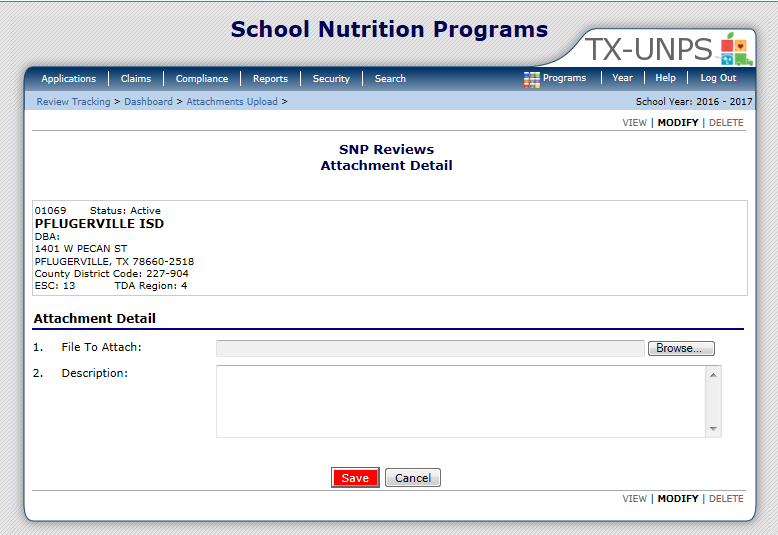 School Nutrition Programs
TX-UNPS
Applications Claims Compliance Reports Security Search Programs Year Help Log Out
Review Tracking > Dashboard > Attachments Upload > School Year: 2016 - 2017
VIEW | MODIFY | DELETE
SNP Reviews
Attachment Detail
01069 Status: Active
PFLUGERVILLE ISD
DBA:
1401 W PECAN ST
PFLUGERVILLE, TX 78660-2518
County District Code: 227-904
ESC: 13 TDA Region: 4
Attachment Detail
1. File To Attach: Browse...
2. Description:
Save Cancel
VIEW | MODIFY | DELETE